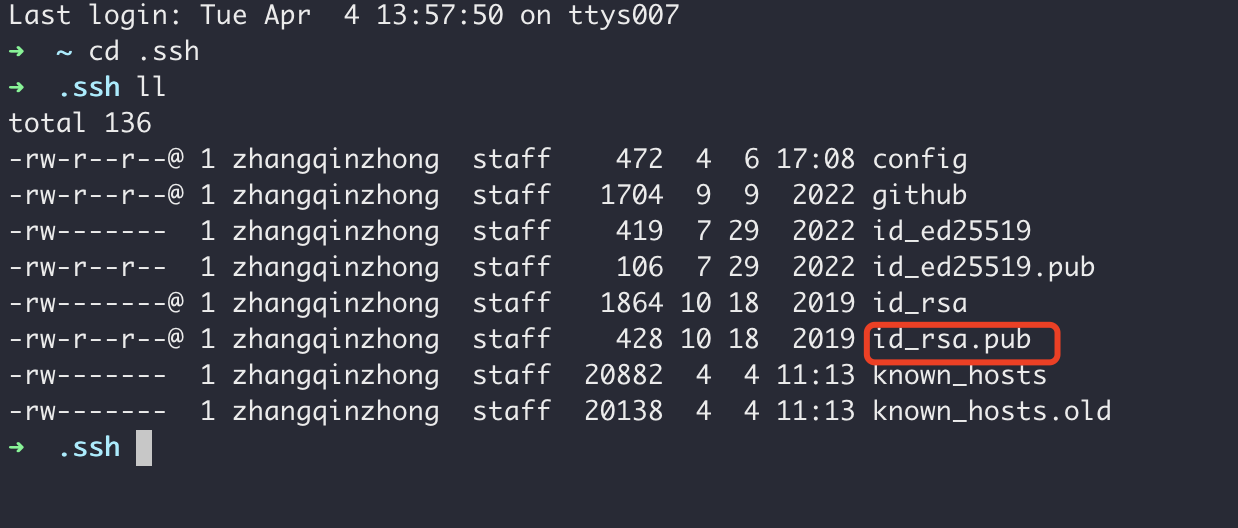 Last login: Tue Apr  4 13:57:50 on ttys007
➜  ~ cd .ssh
➜  .ssh ll
total 136
-rw-r--r--@ 1 zhangqinzhong  staff    472  4  6 17:08 config
-rw-r--r--@ 1 zhangqinzhong  staff   1704  9  9  2022 github
-rw-------  1 zhangqinzhong  staff    419  7 29  2022 id_ed25519
-rw-r--r--  1 zhangqinzhong  staff    106  7 29  2022 id_ed25519.pub
-rw-------@ 1 zhangqinzhong  staff   1864 10 18  2019 id_rsa
-rw-r--r--@ 1 zhangqinzhong  staff    428 10 18  2019 id_rsa.pub
-rw-------  1 zhangqinzhong  staff  20882  4  4 11:13 known_hosts
-rw-------  1 zhangqinzhong  staff  20138  4  4 11:13 known_hosts.old
➜  .ssh